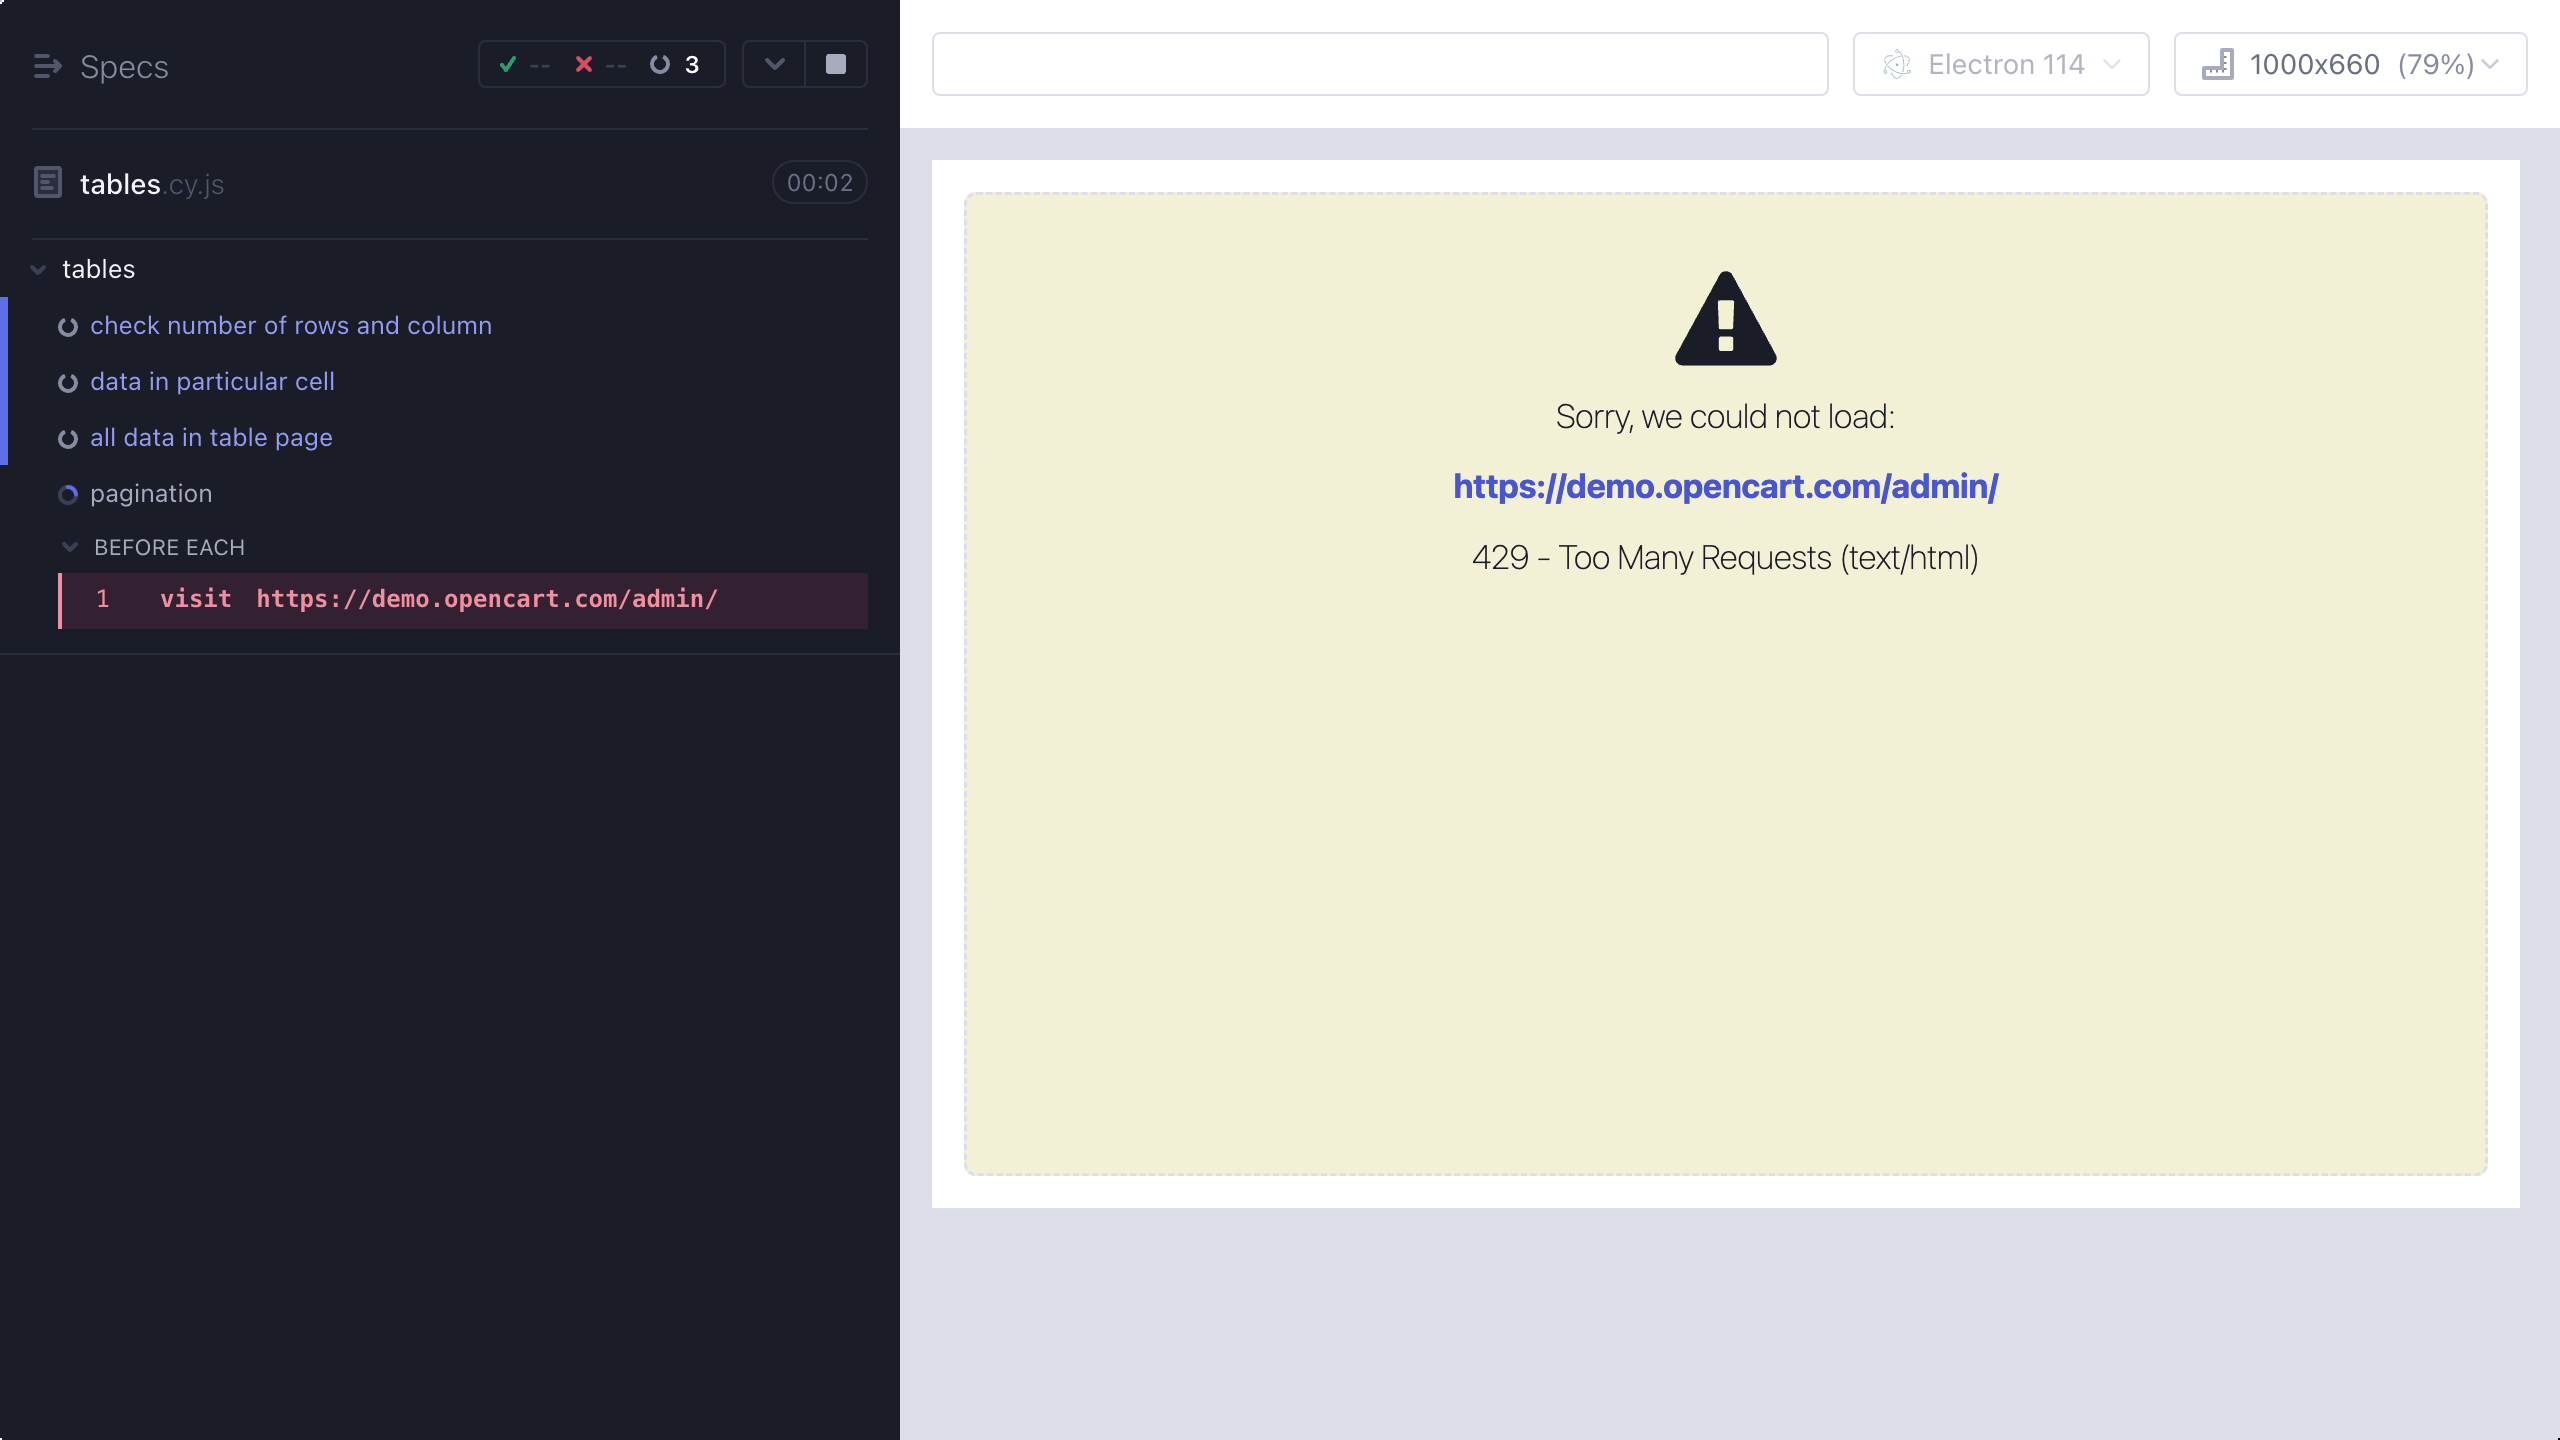 Specs
-- -- 3
tables.cy.js
00:02
tables
check number of rows and column
data in particular cell
all data in table page
pagination
BEFORE EACH
1 visit https://demo.opencart.com/admin/
Electron 114
1000x660 (79%)
Sorry, we could not load:
https://demo.opencart.com/admin/
429 - Too Many Requests (text/html)